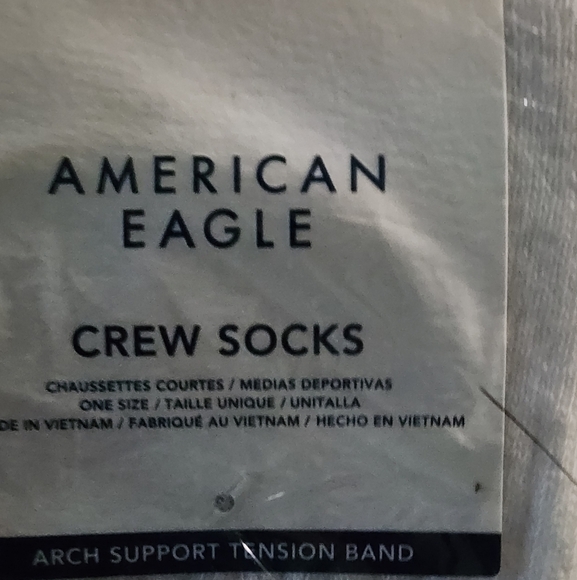 AMERICAN
EAGLE
CREW SOCKS
CHAUSSETTES COURTES / MEDIAS DEPORTIVAS
ONE SIZE / TAILLE UNIQUE / UNITALLA
DE IN VIETNAM / FABRIQUÉ AU VIETNAM / HECHO EN VIETNAM
ARCH SUPPORT TENSION BAND